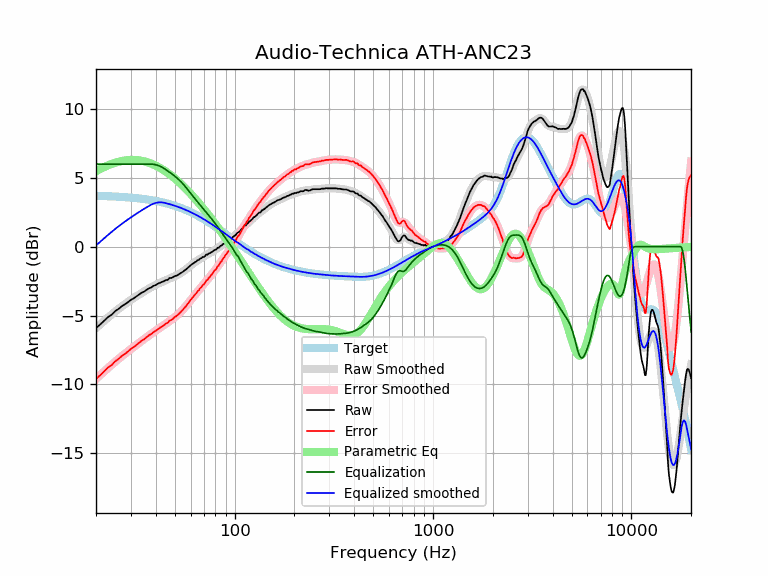 Audio-Technica ATH-ANC23
Amplitude (dBr)
10
5
0
−5
−10
−15
Target
Raw Smoothed
Error Smoothed
Raw
Error
Parametric Eq
Equalization
Equalized smoothed
100
1000
10000
Frequency (Hz)